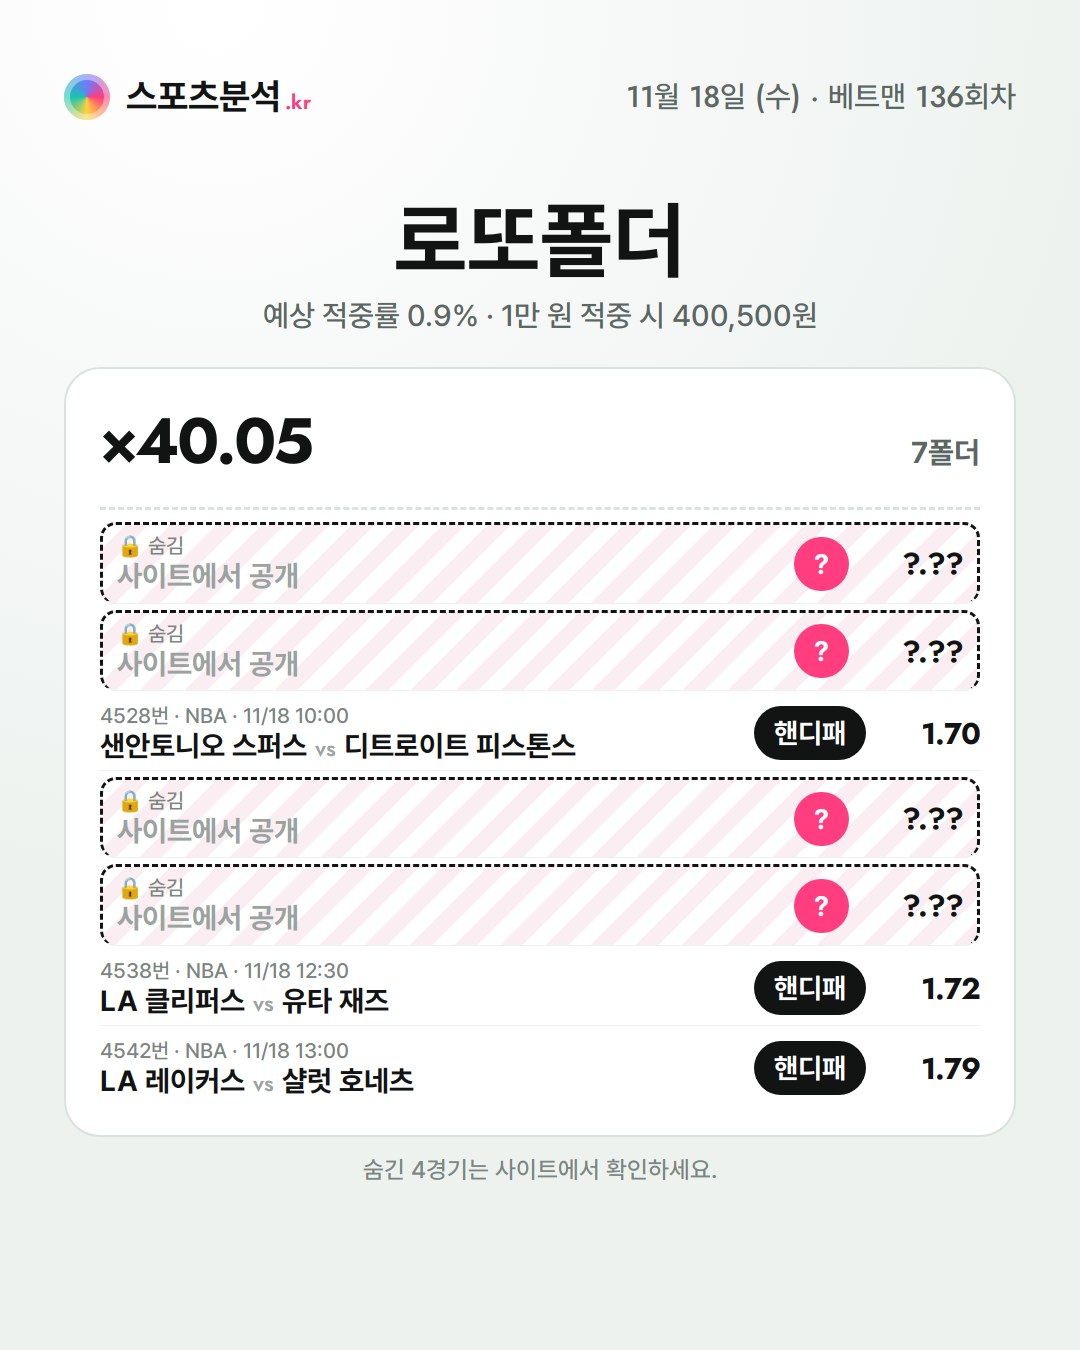 스포츠분석.kr
11월 18일 (수) · 베트맨 136회차
로또폴더
예상 적중률 0.9% · 1만 원 적중 시 400,500원
×40.05
7폴더
🔒 숨김
사이트에서 공개
?
?.??
🔒 숨김
사이트에서 공개
?
?.??
4528번 · NBA · 11/18 10:00
샌안토니오 스퍼스 vs 디트로이트 피스톤스
핸디패
1.70
🔒 숨김
사이트에서 공개
?
?.??
🔒 숨김
사이트에서 공개
?
?.??
4538번 · NBA · 11/18 12:30
LA 클리퍼스 vs 유타 재즈
핸디패
1.72
4542번 · NBA · 11/18 13:00
LA 레이커스 vs 샬럿 호네츠
핸디패
1.79
숨긴 4경기는 사이트에서 확인하세요.